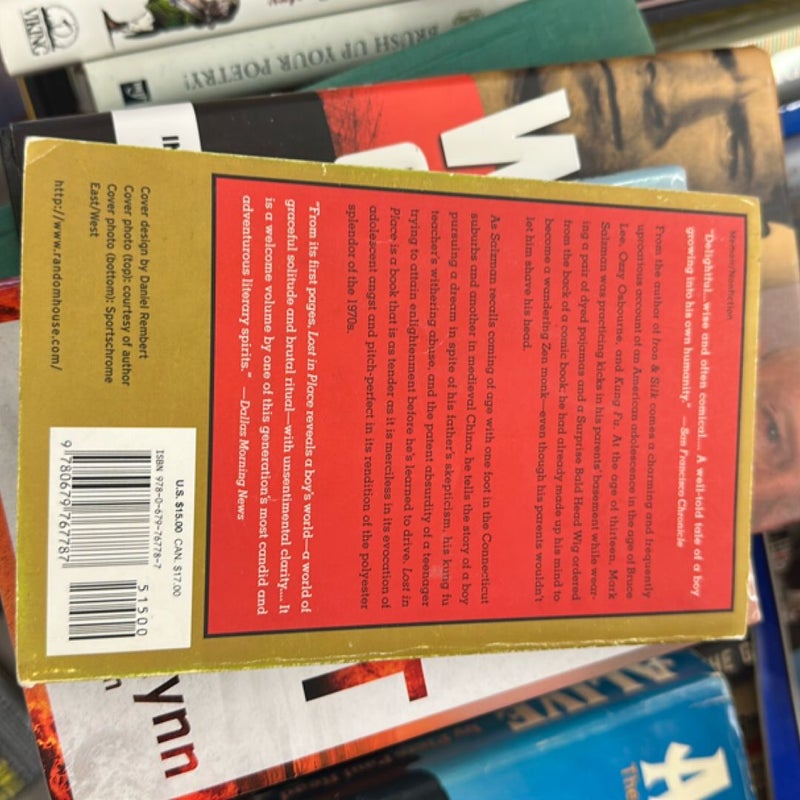 Memoir/Nonfiction
"Delightful, wise and often comical.... A well-told tale of a boy
growing into his own humanity." —San Francisco Chronicle
From the author of Iron & Silk comes a charming and frequently
uproarious account of an American adolescence in the age of Bruce
Lee, Ozzy Osbourne, and Kung Fu. At the age of thirteen, Mark
Salzman was practicing kicks in his parents' basement while wear-
ing a pair of dyed pajamas and a Surprise Bald Head Wig ordered
from the back of a comic book; he had already made up his mind to
become a wandering Zen monk—even though his parents wouldn't
let him shave his head.
As Salzman recalls coming of age with one foot in the Connecticut
suburbs and another in medieval China, he tells the story of a boy
pursuing a dream in spite of his father's skepticism, his kung fu
teacher's withering abuse, and the patent absurdity of a teenager
trying to attain enlightenment before he's learned to drive. Lost in
Place is a book that is as tender as it is merciless in its evocation of
adolescent angst and pitch-perfect in its rendition of the polyester
splendor of the 1970s.
"From its first pages, Lost in Place reveals a boy's world—a world of
graceful solitude and brutal ritual—with unsentimental clarity.... It
is a welcome volume by one of this generation's most candid and
adventurous literary spirits." —Dallas Morning News
Cover design by Daniel Rembert
Cover photo (top): courtesy of author
Cover photo (bottom): Sportschrome
East/West
http://www.randomhouse.com/
U.S. $15.00 CAN. $17.00
ISBN 978-0-679-76778-7
51500
9 780679 767787
VIKING
BRUSH UP YOUR POETRY!
W
IN
T
ynn
n
ALIVE
A
The